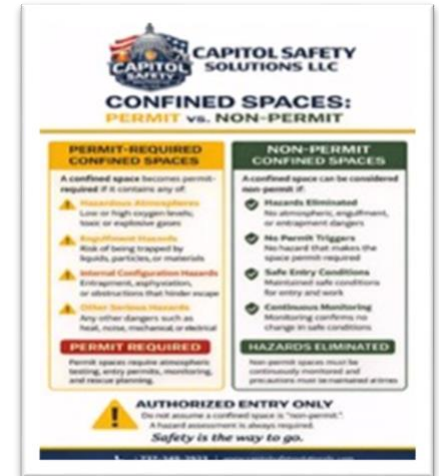 CAPITOL SAFETY
SOLUTIONS LLC
CAPITOL
SAFETY
CONFINED SPACES:
PERMIT vs. NON-PERMIT
PERMIT-REQUIRED
CONFINED SPACES
A confined space becomes permit-
required if it contains any of:
Hazardous Atmospheres
Low or high oxygen levels;
toxic or explosive gases
Engulfment Hazards
Risk of being trapped by
liquids, particles, or materials
Internal Configuration Hazards
Entrapment, asphyxiation,
or obstructions that hinder escape
Other Serious Hazards
Any other dangers such as
heat, noise, mechanical, or electrical
PERMIT REQUIRED
Permit spaces require atmospheric
testing, entry permits, monitoring,
and rescue planning.
NON-PERMIT
CONFINED SPACES
A confined space can be considered
non-permit if:
Hazards Eliminated
No atmospheric, engulfment,
or entrapment dangers
No Permit Triggers
No hazard that makes the
space permit required
Safe Entry Conditions
Maintained safe conditions
for entry and work
Continuous Monitoring
Monitoring confirms no
change in safe conditions
HAZARDS ELIMINATED
Non-permit spaces must be
continuously monitored and
precautions must be maintained at times
AUTHORIZED ENTRY ONLY
Do not assume a confined space is "non-permit".
A hazard assessment is always required.
Safety is the way to go.